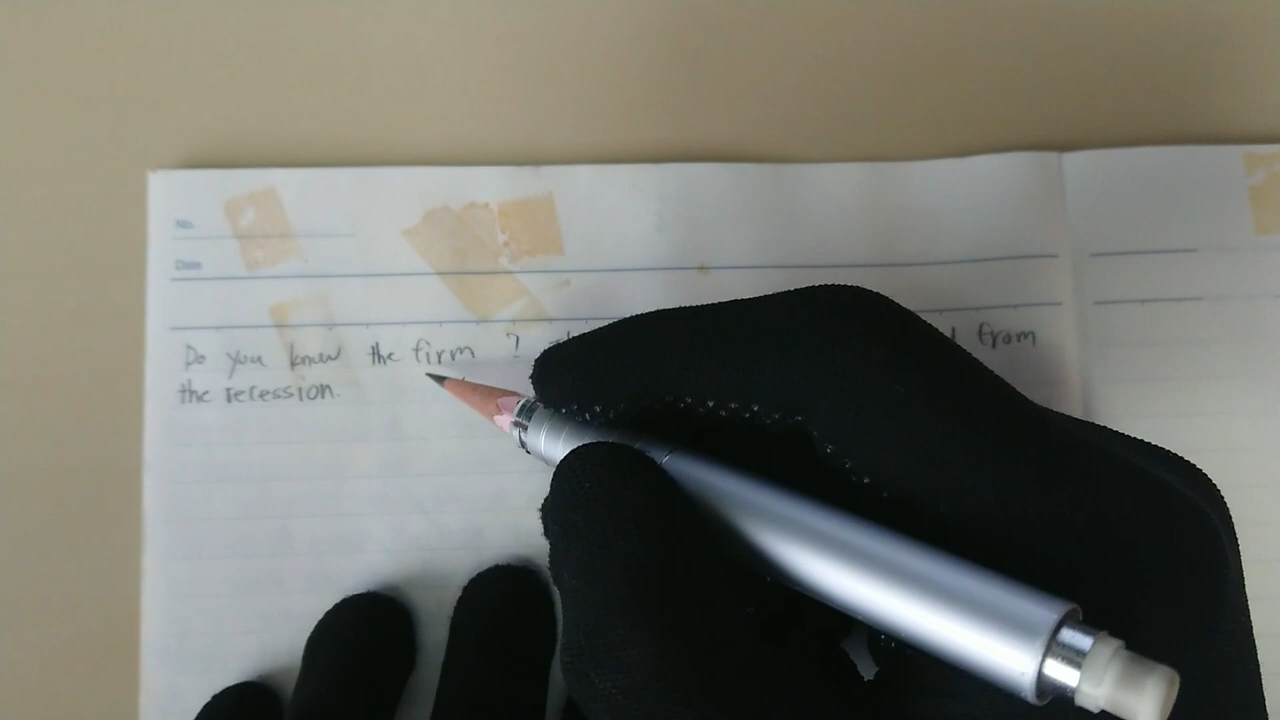 No.
Date
Do you know the firm ? from
the recession.